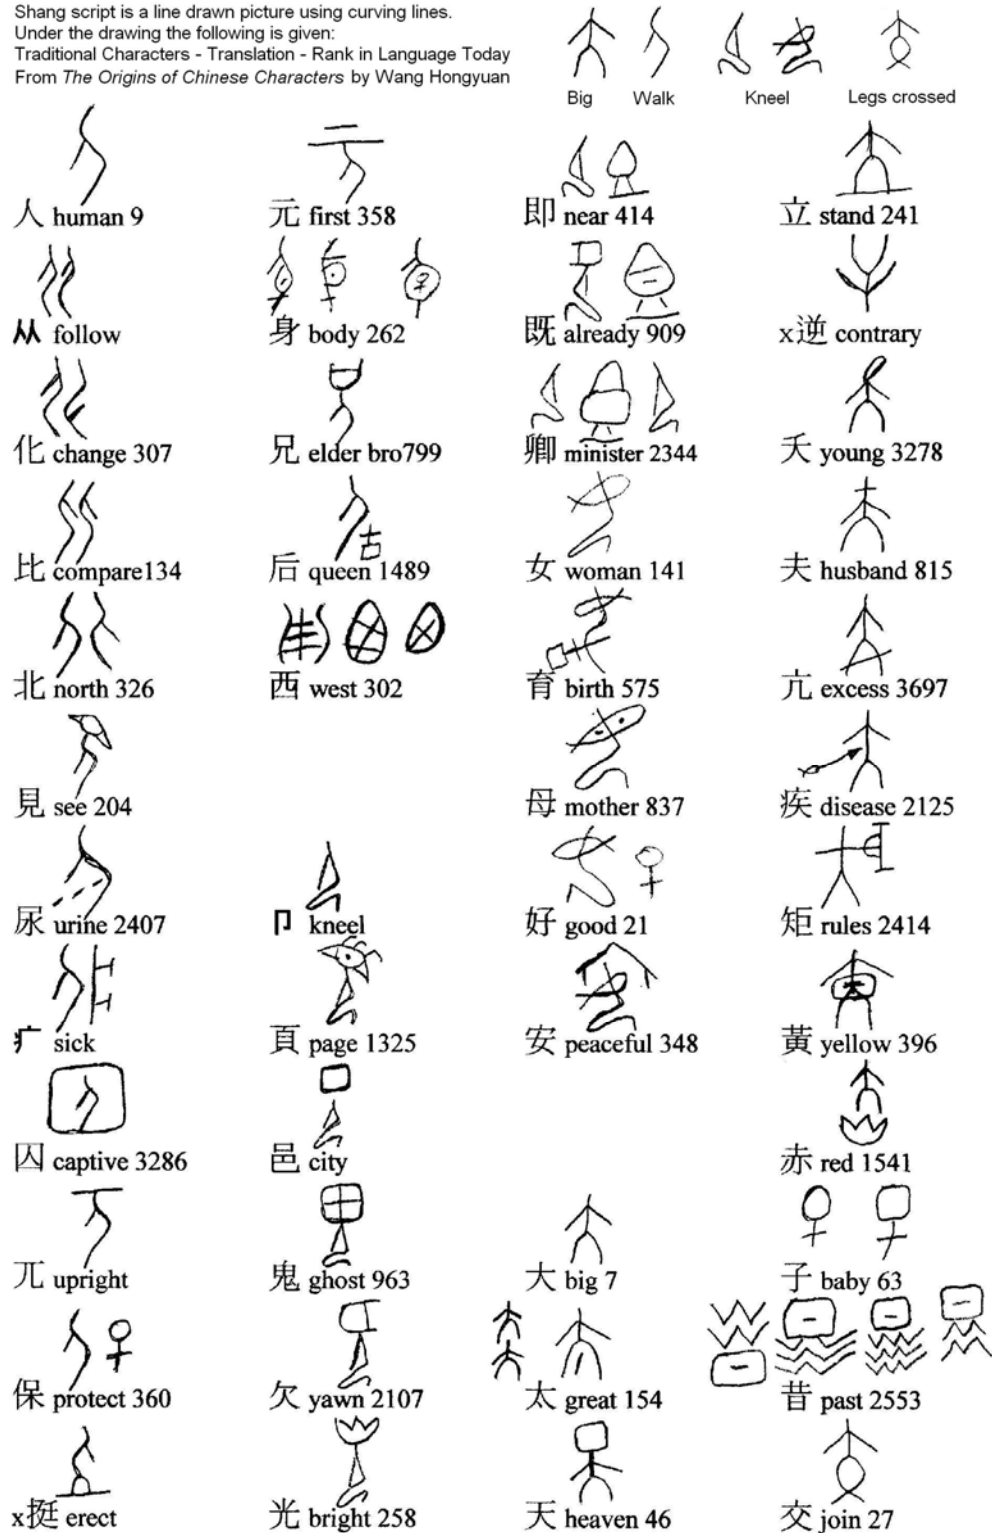 Shang script is a line drawn picture using curving lines.
Under the drawing the following is given:
Traditional Characters - Translation - Rank in Language Today
From The Origins of Chinese Characters by Wang Hongyuan
Big Walk Kneel Legs crossed
人 human 9
元 first 358
即 near 414
立 stand 241
从 follow
身 body 262
既 already 909
x逆 contrary
化 change 307
兄 elder bro799
卿 minister 2344
夭 young 3278
比 compare134
后 queen 1489
女 woman 141
夫 husband 815
北 north 326
西 west 302
育 birth 575
亢 excess 3697
見 see 204
母 mother 837
疾 disease 2125
尿 urine 2407
卩 kneel
好 good 21
矩 rules 2414
疒 sick
頁 page 1325
安 peaceful 348
黃 yellow 396
囚 captive 3286
邑 city
赤 red 1541
兀 upright
鬼 ghost 963
大 big 7
子 baby 63
保 protect 360
欠 yawn 2107
太 great 154
昔 past 2553
x挺 erect
光 bright 258
天 heaven 46
交 join 27